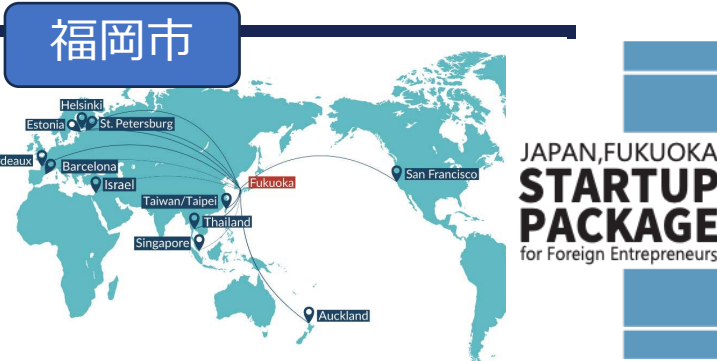 福岡市
Helsinki
Estonia
St. Petersburg
deaux
Barcelona
Israel
Fukuoka
Taiwan/Taipei
Thailand
Singapore
San Francisco
Auckland
JAPAN,FUKUOKA
STARTUP
PACKAGE
for Foreign Entrepreneurs